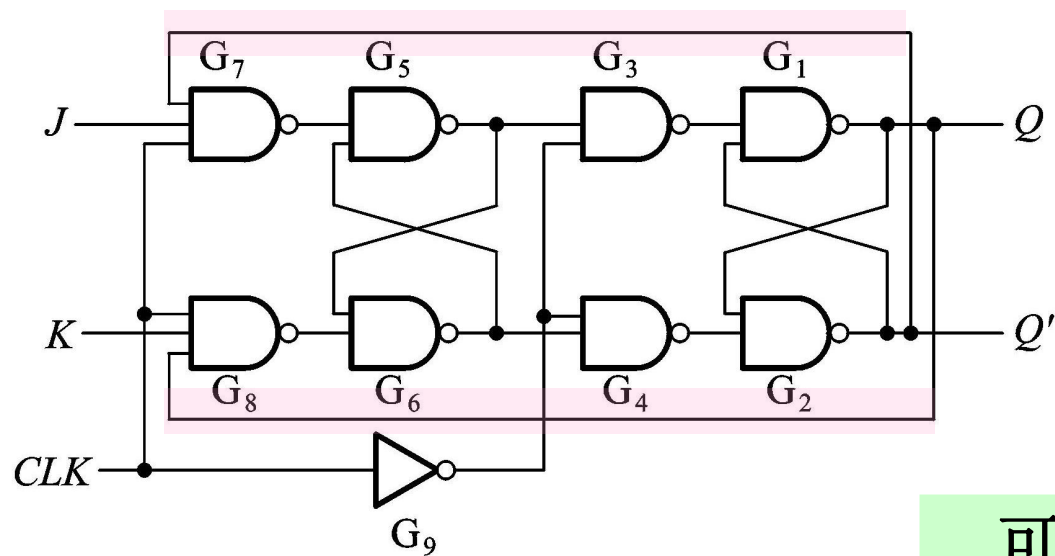 G₇ G₅ G₃ G₁
J Q
K Q′
G₈ G₆ G₄ G₂
CLK
G₉
可